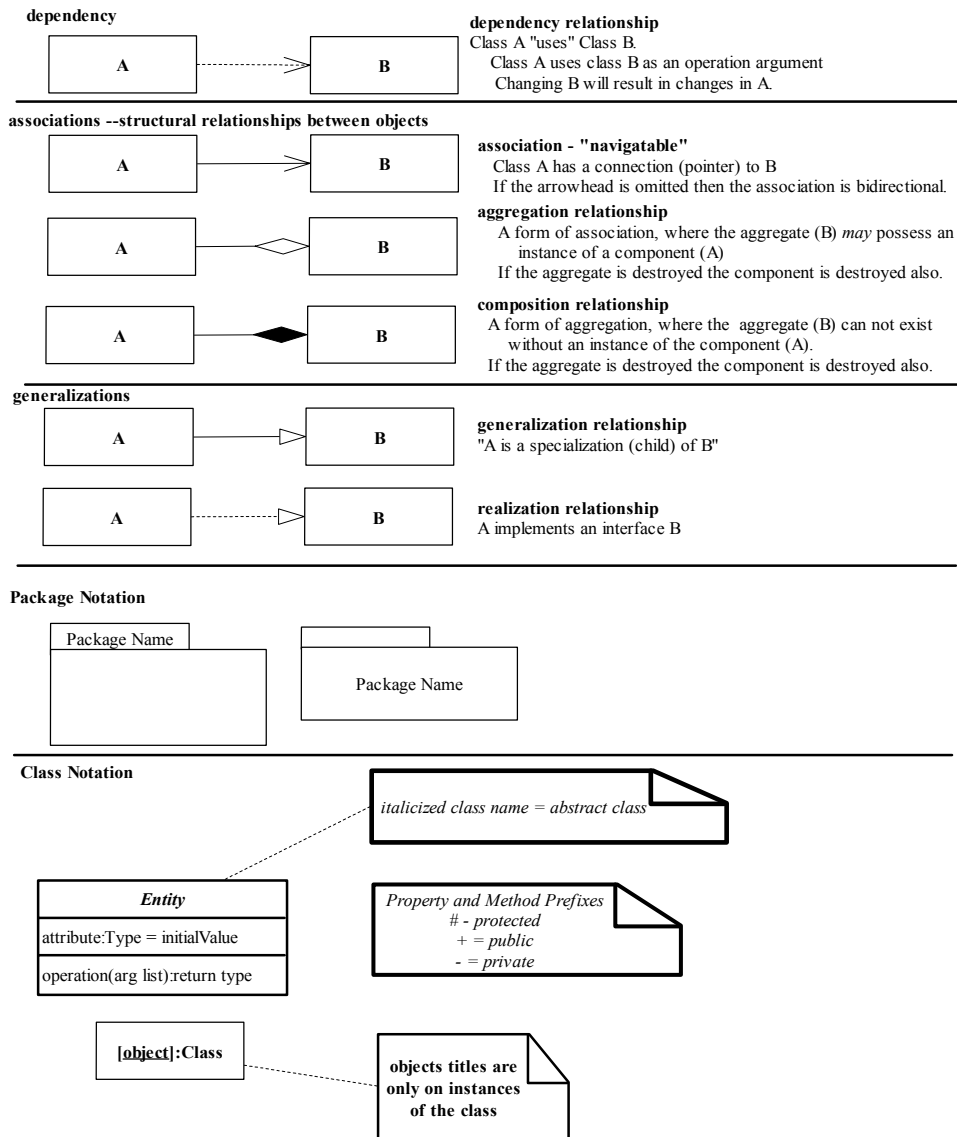 dependency
A
B
dependency relationship
Class A "uses" Class B.
Class A uses class B as an operation argument
Changing B will result in changes in A.
associations --structural relationships between objects
A
B
association - "navigatable"
Class A has a connection (pointer) to B
If the arrowhead is omitted then the association is bidirectional.
A
B
aggregation relationship
A form of association, where the aggregate (B) may possess an
instance of a component (A)
If the aggregate is destroyed the component is destroyed also.
A
B
composition relationship
A form of aggregation, where the aggregate (B) can not exist
without an instance of the component (A).
If the aggregate is destroyed the component is destroyed also.
generalizations
A
B
generalization relationship
"A is a specialization (child) of B"
A
B
realization relationship
A implements an interface B
Package Notation
Package Name
Package Name
Class Notation
italicized class name = abstract class
Entity
attribute:Type = initialValue
operation(arg list):return type
Property and Method Prefixes
# - protected
+ = public
- = private
[object]:Class
objects titles are
only on instances
of the class